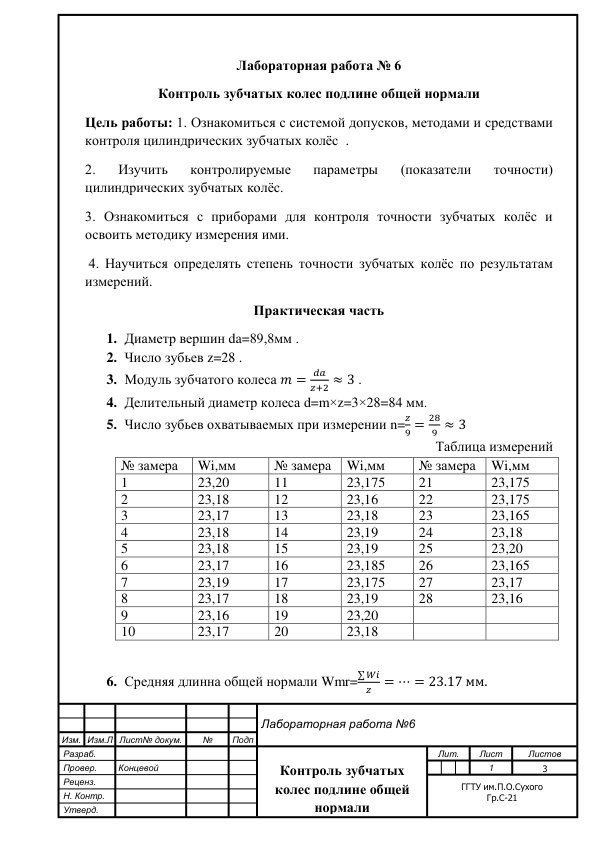 Лабораторная работа № 6
Контроль зубчатых колес подлине общей нормали
Цель работы: 1. Ознакомиться с системой допусков, методами и средствами
контроля цилиндрических зубчатых колёс .
2. Изучить контролируемые параметры (показатели точности)
цилиндрических зубчатых колёс.
3. Ознакомиться с приборами для контроля точности зубчатых колёс и
освоить методику измерения ими.
4. Научиться определять степень точности зубчатых колёс по результатам
измерений.
Практическая часть
1. Диаметр вершин da=89,8мм .
2. Число зубьев z=28 .
3. Модуль зубчатого колеса m = da/(z+2) ≈ 3 .
4. Делительный диаметр колеса d=m×z=3×28=84 мм.
5. Число зубьев охватываемых при измерении n=z/9 = 28/9 ≈ 3
Таблица измерений
№ замера Wi,мм № замера Wi,мм № замера Wi,мм
1 23,20 11 23,175 21 23,175
2 23,18 12 23,16 22 23,175
3 23,17 13 23,18 23 23,165
4 23,18 14 23,19 24 23,18
5 23,18 15 23,19 25 23,20
6 23,17 16 23,185 26 23,165
7 23,19 17 23,175 27 23,17
8 23,17 18 23,19 28 23,16
9 23,16 19 23,20
10 23,17 20 23,18
6. Средняя длинна общей нормали Wmr=∑Wi/z = ⋯ = 23.17 мм.
Лабораторная работа №6
Изм. Изм.Л Лист№ докум. № Подп
Разраб.
Провер. Концевой
Реценз.
Н. Контр.
Утверд.
Контроль зубчатых
колес подлине общей
нормали
Лит. Лист Листов
1 3
ГГТУ им.П.О.Сухого
Гр.С-21